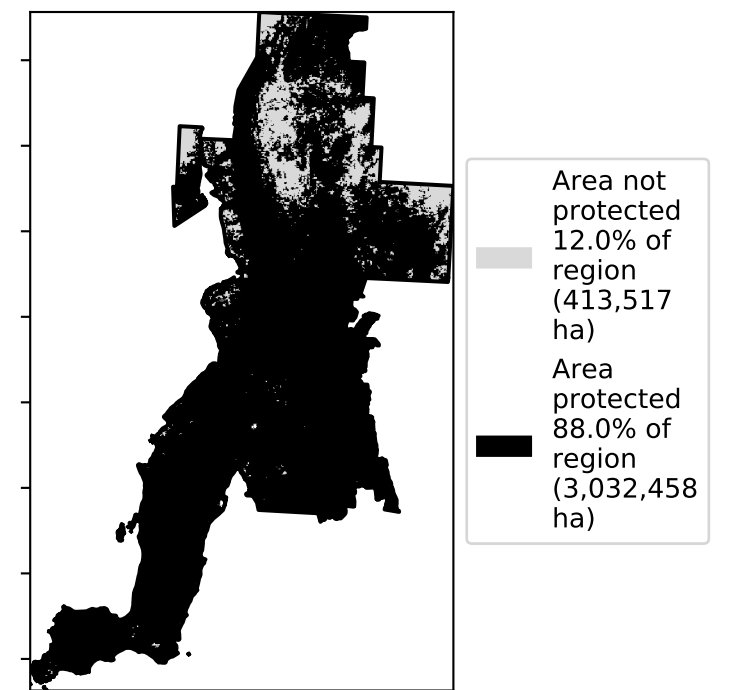 Area not
protected
12.0% of
region
(413,517
ha)
Area
protected
88.0% of
region
(3,032,458
ha)